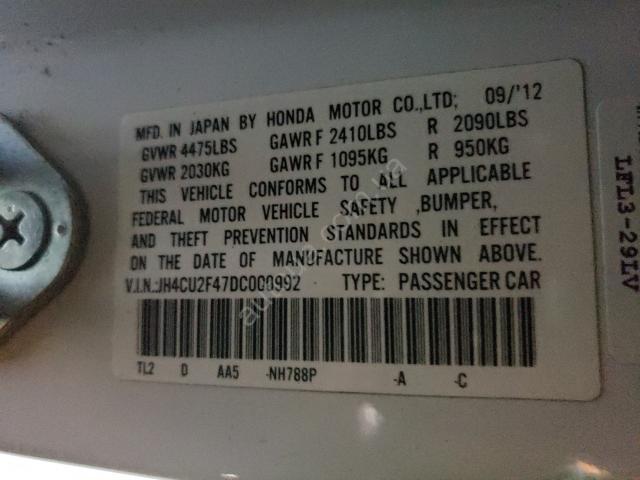 MFD. IN JAPAN BY HONDA MOTOR CO.,LTD; 09/'12
GVWR 4475LBS GAWR F 2410LBS R 2090LBS
GVWR 2030KG GAWR F 1095KG R 950KG
THIS VEHICLE CONFORMS TO ALL APPLICABLE
FEDERAL MOTOR VEHICLE SAFETY ,BUMPER,
AND THEFT PREVENTION STANDARDS IN EFFECT
ON THE DATE OF MANUFACTURE SHOWN ABOVE.
V.I.N.:JH4CU2F47DC000992 TYPE: PASSENGER CAR
TL2 D AA5 -NH788P -A -C
LFL3-29LV